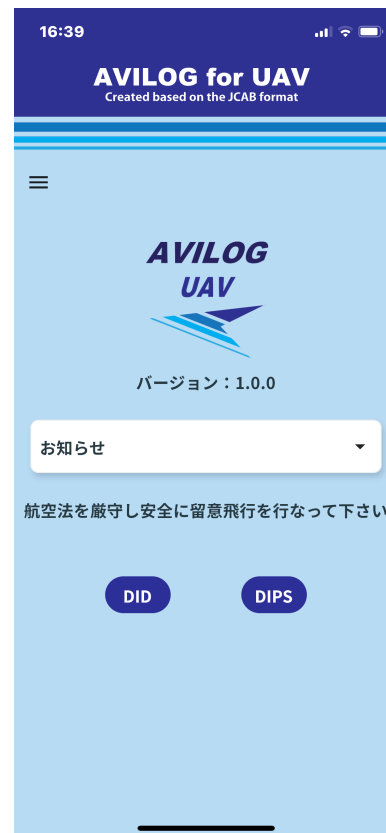 16:39
AVILOG for UAV
Created based on the JCAB format
AVILOG
UAV
バージョン：1.0.0
お知らせ
航空法を厳守し安全に留意飛行を行なって下さい
DID
DIPS